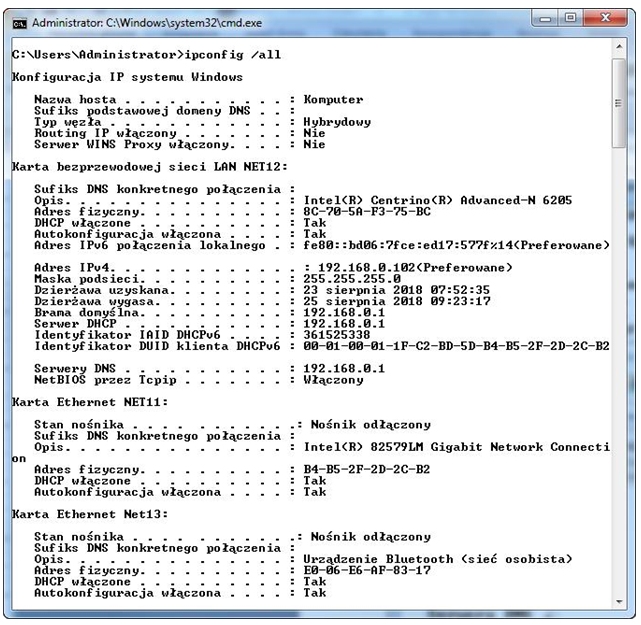 Administrator: C:\Windows\system32\cmd.exe
C:\Users\Administrator>ipconfig /all
Konfiguracja IP systemu Windows
Nazwa hosta . . . . . . . . . . . : Komputer
Sufiks podstawowej domeny DNS . . :
Typ węzła . . . . . . . . . . . . : Hybrydowy
Routing IP włączony . . . . . . . : Nie
Serwer WINS Proxy włączony. . . . : Nie
Karta bezprzewodowej sieci LAN NET12:
Sufiks DNS konkretnego połączenia :
Opis. . . . . . . . . . . . . . . : Intel(R) Centrino(R) Advanced-N 6205
Adres fizyczny. . . . . . . . . . : 8C-70-5A-F3-75-BC
DHCP włączone . . . . . . . . . . : Tak
Autokonfiguracja włączona . . . . : Tak
Adres IPv6 połączenia lokalnego . : fe80::bd06:7fce:ed17:577f%14(Preferowane)
Adres IPv4. . . . . . . . . . . . . : 192.168.0.102(Preferowane)
Maska podsieci. . . . . . . . . . : 255.255.255.0
Dzierżawa uzyskana. . . . . . . . : 23 sierpnia 2018 07:52:35
Dzierżawa wygasa. . . . . . . . . : 25 sierpnia 2018 09:23:17
Brama domyślna. . . . . . . . . . : 192.168.0.1
Serwer DHCP . . . . . . . . . . . : 192.168.0.1
Identyfikator IAID DHCPv6 . . . . : 361525338
Identyfikator DUID klienta DHCPv6 : 00-01-00-01-1F-C2-BD-5D-B4-B5-2F-2D-2C-B2
Serwery DNS . . . . . . . . . . . : 192.168.0.1
NetBIOS przez Tcpip . . . . . . . : Włączony
Karta Ethernet NET11:
Stan nośnika . . . . . . . . . . .: Nośnik odłączony
Sufiks DNS konkretnego połączenia :
Opis. . . . . . . . . . . . . . . : Intel(R) 82579LM Gigabit Network Connecti
on
Adres fizyczny. . . . . . . . . . : B4-B5-2F-2D-2C-B2
DHCP włączone . . . . . . . . . . : Tak
Autokonfiguracja włączona . . . . : Tak
Karta Ethernet Net13:
Stan nośnika . . . . . . . . . . .: Nośnik odłączony
Sufiks DNS konkretnego połączenia :
Opis. . . . . . . . . . . . . . . : Urządzenie Bluetooth (sieć osobista)
Adres fizyczny. . . . . . . . . . : E0-06-E6-AF-83-17
DHCP włączone . . . . . . . . . . : Tak
Autokonfiguracja włączona . . . . : Tak